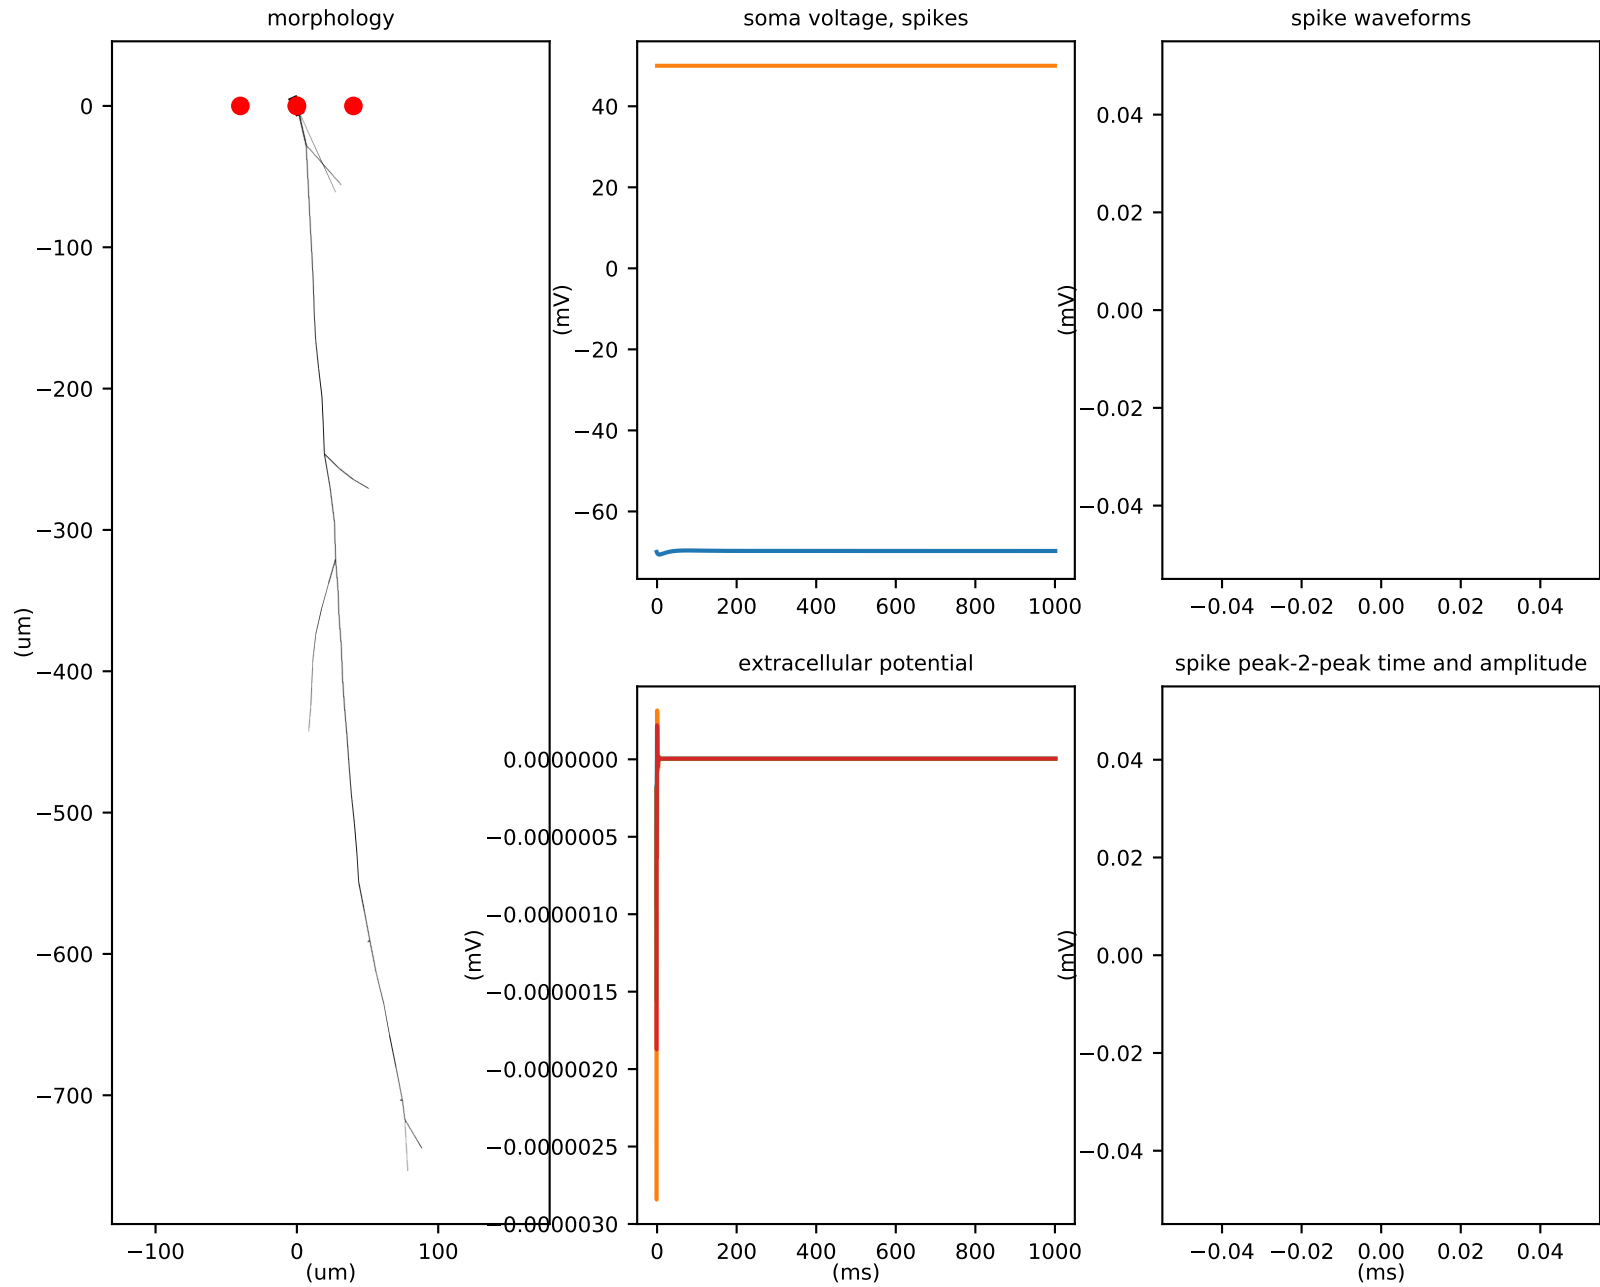 morphology
0
−100
−200
−300
−400
−500
−600
−700
(um)
−100 0 100
(um)
soma voltage, spikes
40
20
0
−20
−40
−60
(mV)
0 200 400 600 800 1000
spike waveforms
0.04
0.02
0.00
−0.02
−0.04
(mV)
−0.04 −0.02 0.00 0.02 0.04
extracellular potential
0.0000000
−0.0000005
−0.0000010
−0.0000015
−0.0000020
−0.0000025
−0.0000030
(mV)
0 200 400 600 800 1000
(ms)
spike peak-2-peak time and amplitude
0.04
0.02
0.00
−0.02
−0.04
(mV)
−0.04 −0.02 0.00 0.02 0.04
(ms)